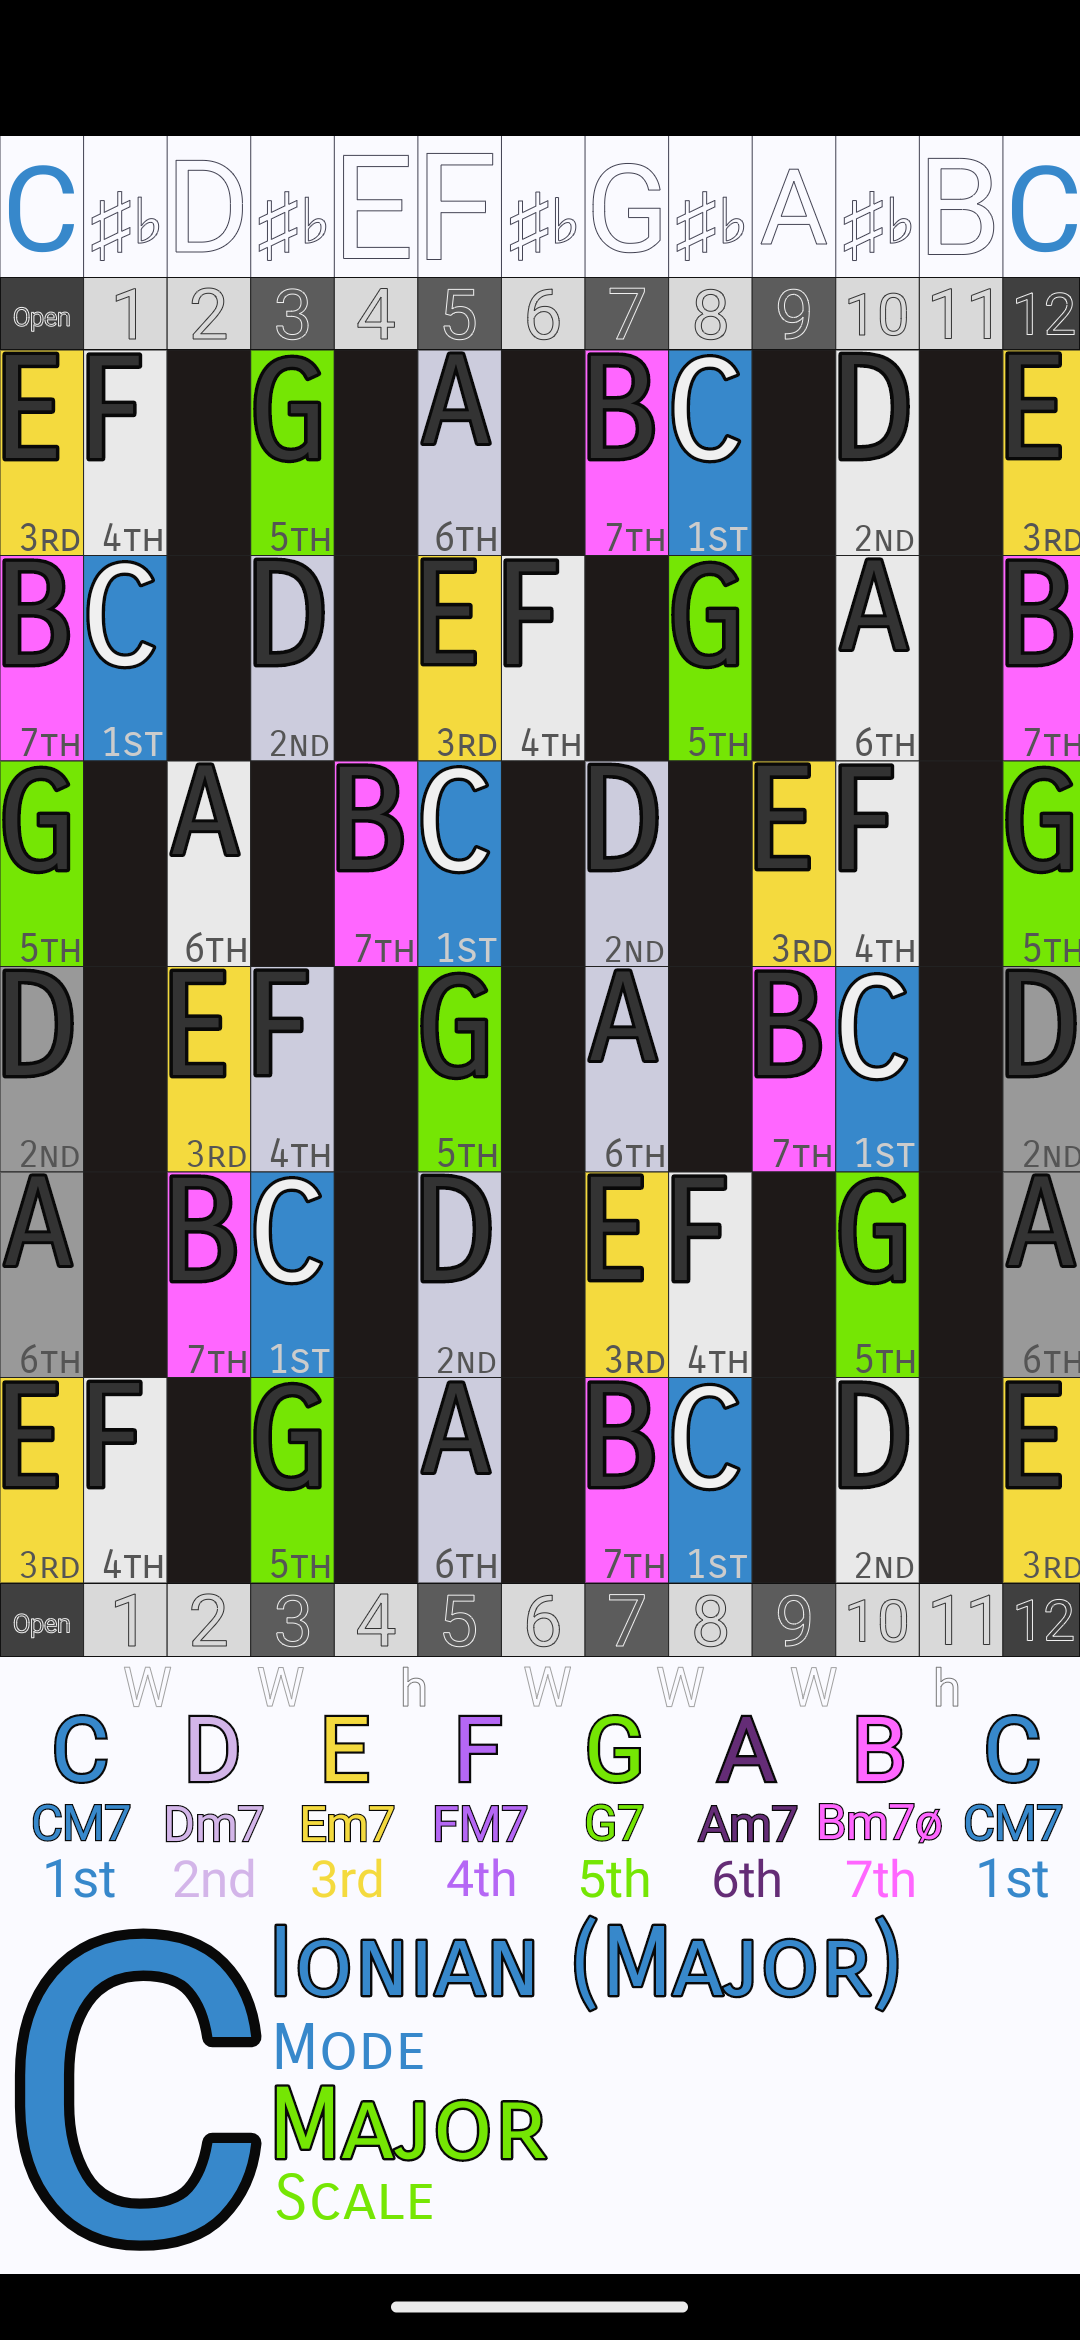 C ♯♭ D ♯♭ E F ♯♭ G ♯♭ A ♯♭ B C
Open 1 2 3 4 5 6 7 8 9 10 11 12
E F G A B C D E
3RD 4TH 5TH 6TH 7TH 1ST 2ND 3RD
B C D E F G A B
7TH 1ST 2ND 3RD 4TH 5TH 6TH 7TH
G A B C D E F G
5TH 6TH 7TH 1ST 2ND 3RD 4TH 5TH
D E F G A B C D
2ND 3RD 4TH 5TH 6TH 7TH 1ST 2ND
A B C D E F G A
6TH 7TH 1ST 2ND 3RD 4TH 5TH 6TH
E F G A B C D E
3RD 4TH 5TH 6TH 7TH 1ST 2ND 3RD
Open 1 2 3 4 5 6 7 8 9 10 11 12
W W h W W W h
C D E F G A B C
CM7 Dm7 Em7 FM7 G7 Am7 Bm7ø CM7
1st 2nd 3rd 4th 5th 6th 7th 1st
C
IONIAN (MAJOR)
MODE
MAJOR
SCALE